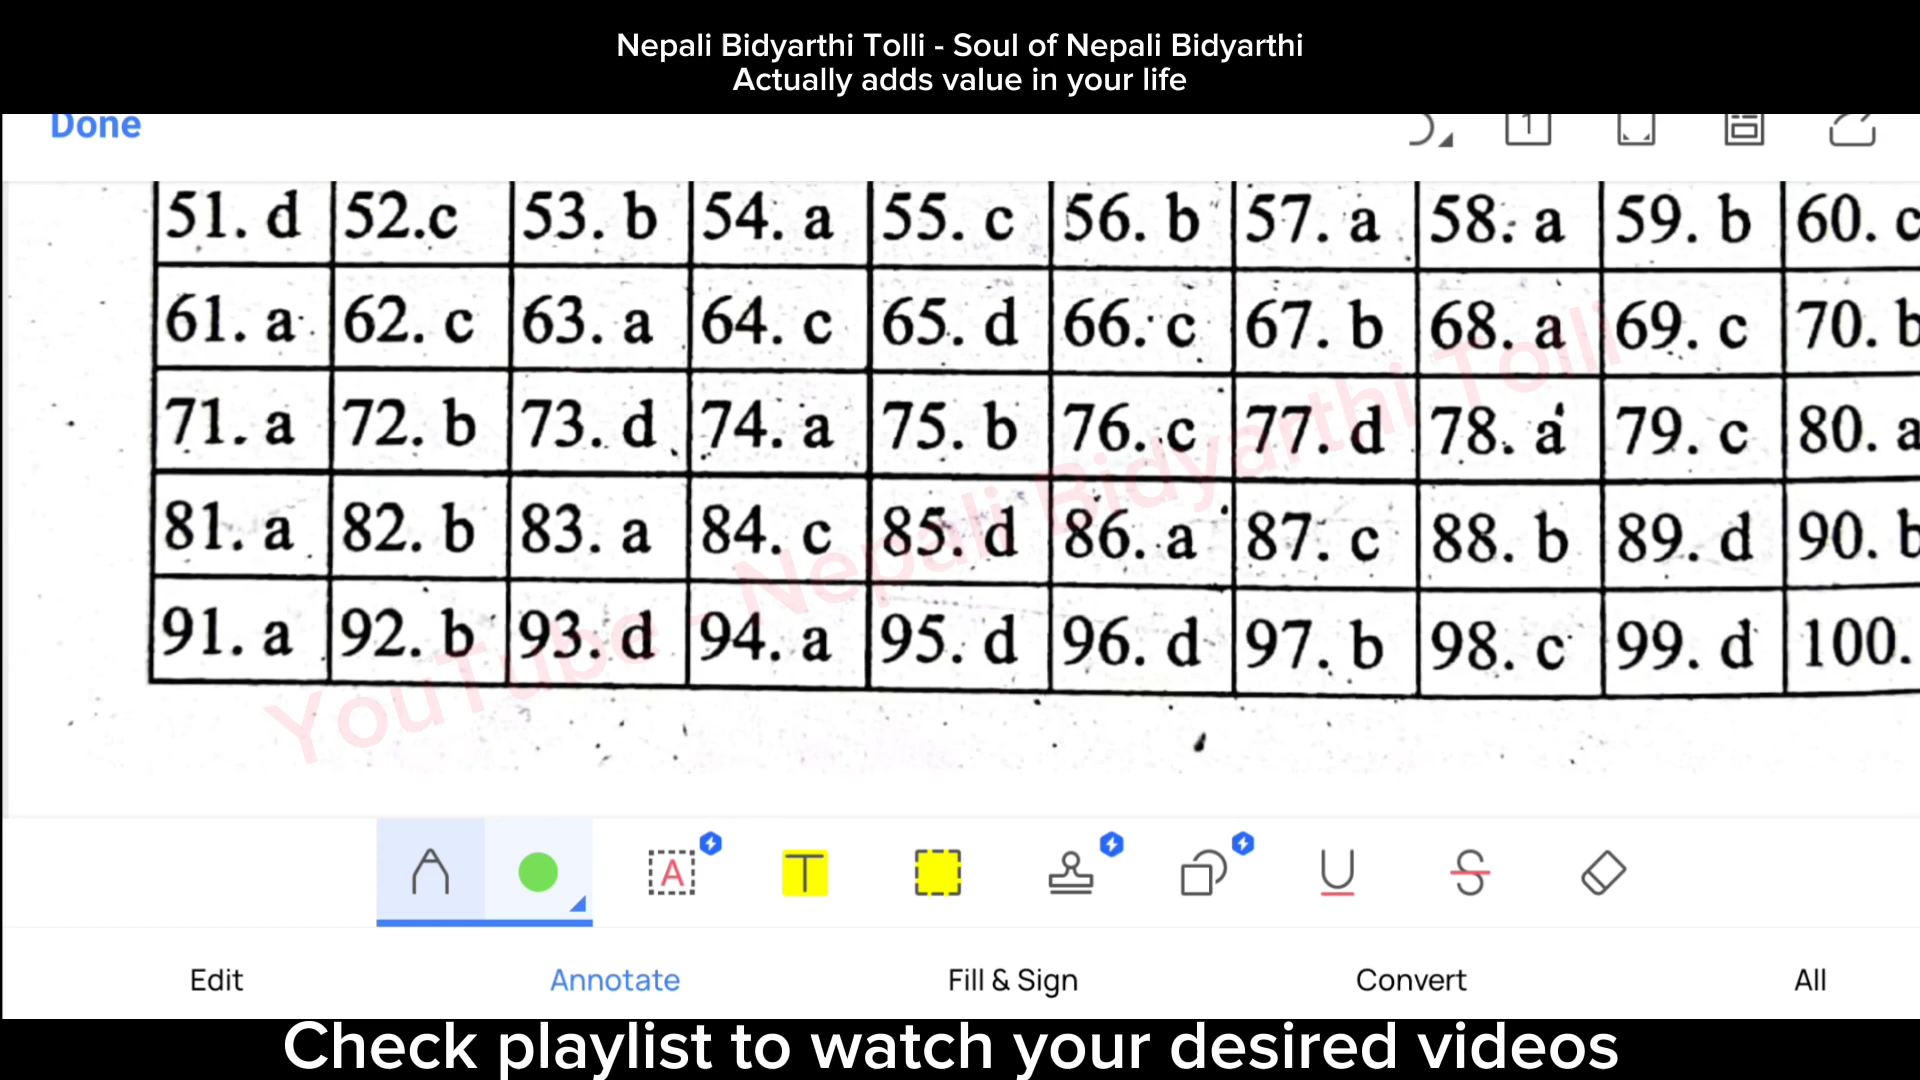 Nepali Bidyarthi Tolli - Soul of Nepali Bidyarthi
Actually adds value in your life
Done
1
51. d 52.c 53. b 54. a 55. c 56. b 57. a 58. a 59. b 60. c
61. a 62. c 63. a 64. c 65. d 66. c 67. b 68. a 69. c 70. b
71. a 72. b 73. d 74. a 75. b 76. c 77. d 78. a 79. c 80. a
81. a 82. b 83. a 84. c 85. d 86. a 87. c 88. b 89. d 90. b
91. a 92. b 93. d 94. a 95. d 96. d 97. b 98. c 99. d 100.
YouTube - Nepali Bidyarthi Tolli
A T U S
Edit Annotate Fill & Sign Convert All
Check playlist to watch your desired videos